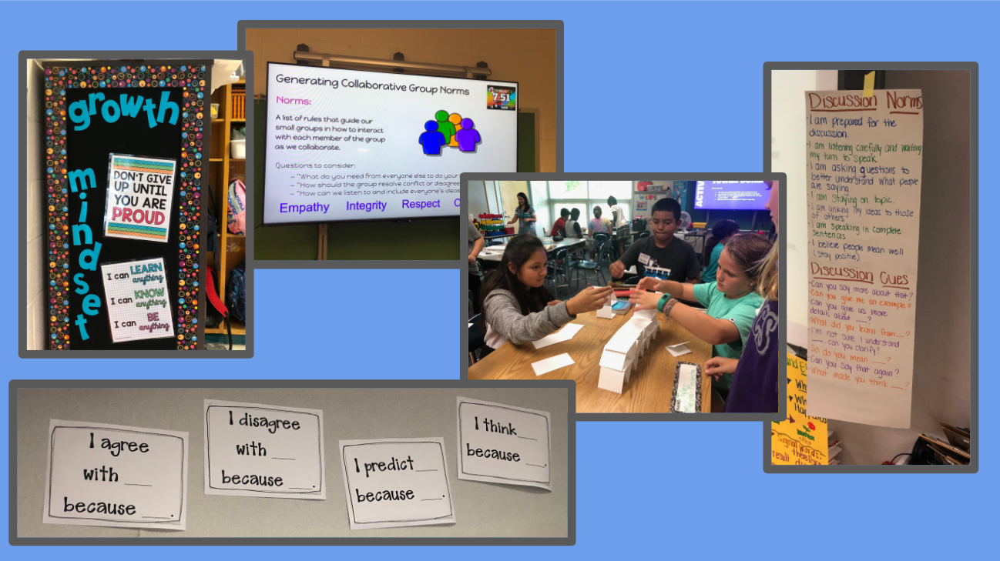 growth
mindset
DON'T GIVE
UP UNTIL
YOU ARE
PROUD
I can LEARN
anything
I can KNOW
anything
I can BE
anything
Generating Collaborative Group Norms
7:51
Norms:
A list of rules that guide our
small groups in how to interact
with each member of the group
as we collaborate.
Questions to consider:
– "What do you need from everyone else to do your
– "How should the group resolve conflict or disagree
– "How can we listen to and include everyone's ideas
Empathy Integrity Respect C
ACTIV
Discussion Norms
- I am prepared for the
discussion.
- I am listening carefully and waiting
my turn to speak.
- I am asking questions to
better understand what people
are saying.
- I am staying on topic.
- I am linking my ideas to those
of others.
- I am speaking in complete
sentences
- I believe people mean well
(stay positive)
Discussion Cues
- Can you say more about that?
- Can you give me an example?
- Can you give us more
details about ___?
- What did you learn from ___?
- I'm not sure I understand
___. can you clarify?
- So do you mean ___?
- Can you say that again?
- What made you think ___?
Signal Words:
therefore
result
I agree
with ___
because ___.
I disagree
with ___
because ___.
I predict ___
because ___.
I think ___
because ___.